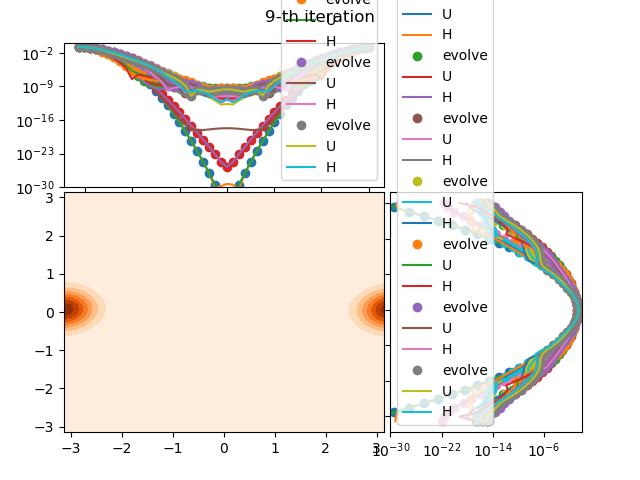 9-th iteration
evolve
U
H
evolve
U
H
evolve
U
H
U
H
evolve
U
H
evolve
U
H
evolve
U
H
evolve
U
H
evolve
U
H
evolve
U
H
10⁻²
10⁻⁹
10⁻¹⁶
10⁻²³
10⁻³⁰
3
2
1
0
−1
−2
−3
−3 −2 −1 0 1 2 3
10⁻³⁰ 10⁻²² 10⁻¹⁴ 10⁻⁶